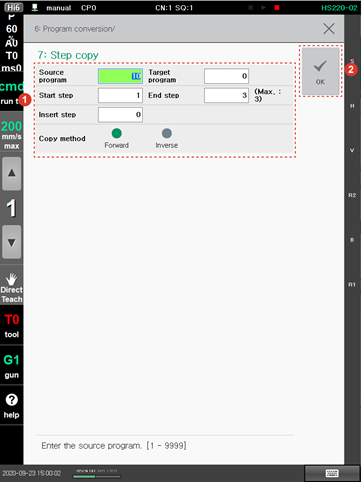 Hi6 manual CP0 CN:1 SQ:1 HS220-02
P
60
A0
T0
ms0
cmd
run t
200
mm/s
max
1
Direct
Teach
T0
tool
G1
gun
?
help
6: Program conversion/
7: Step copy
Source program 10 Target program 0
Start step 1 End step 3 (Max. : 3)
Insert step 0
Copy method Forward Inverse
1
2
OK
S
H
V
R2
B
R1
Enter the source program. [1 - 9999]
2020-09-23 15:00:02